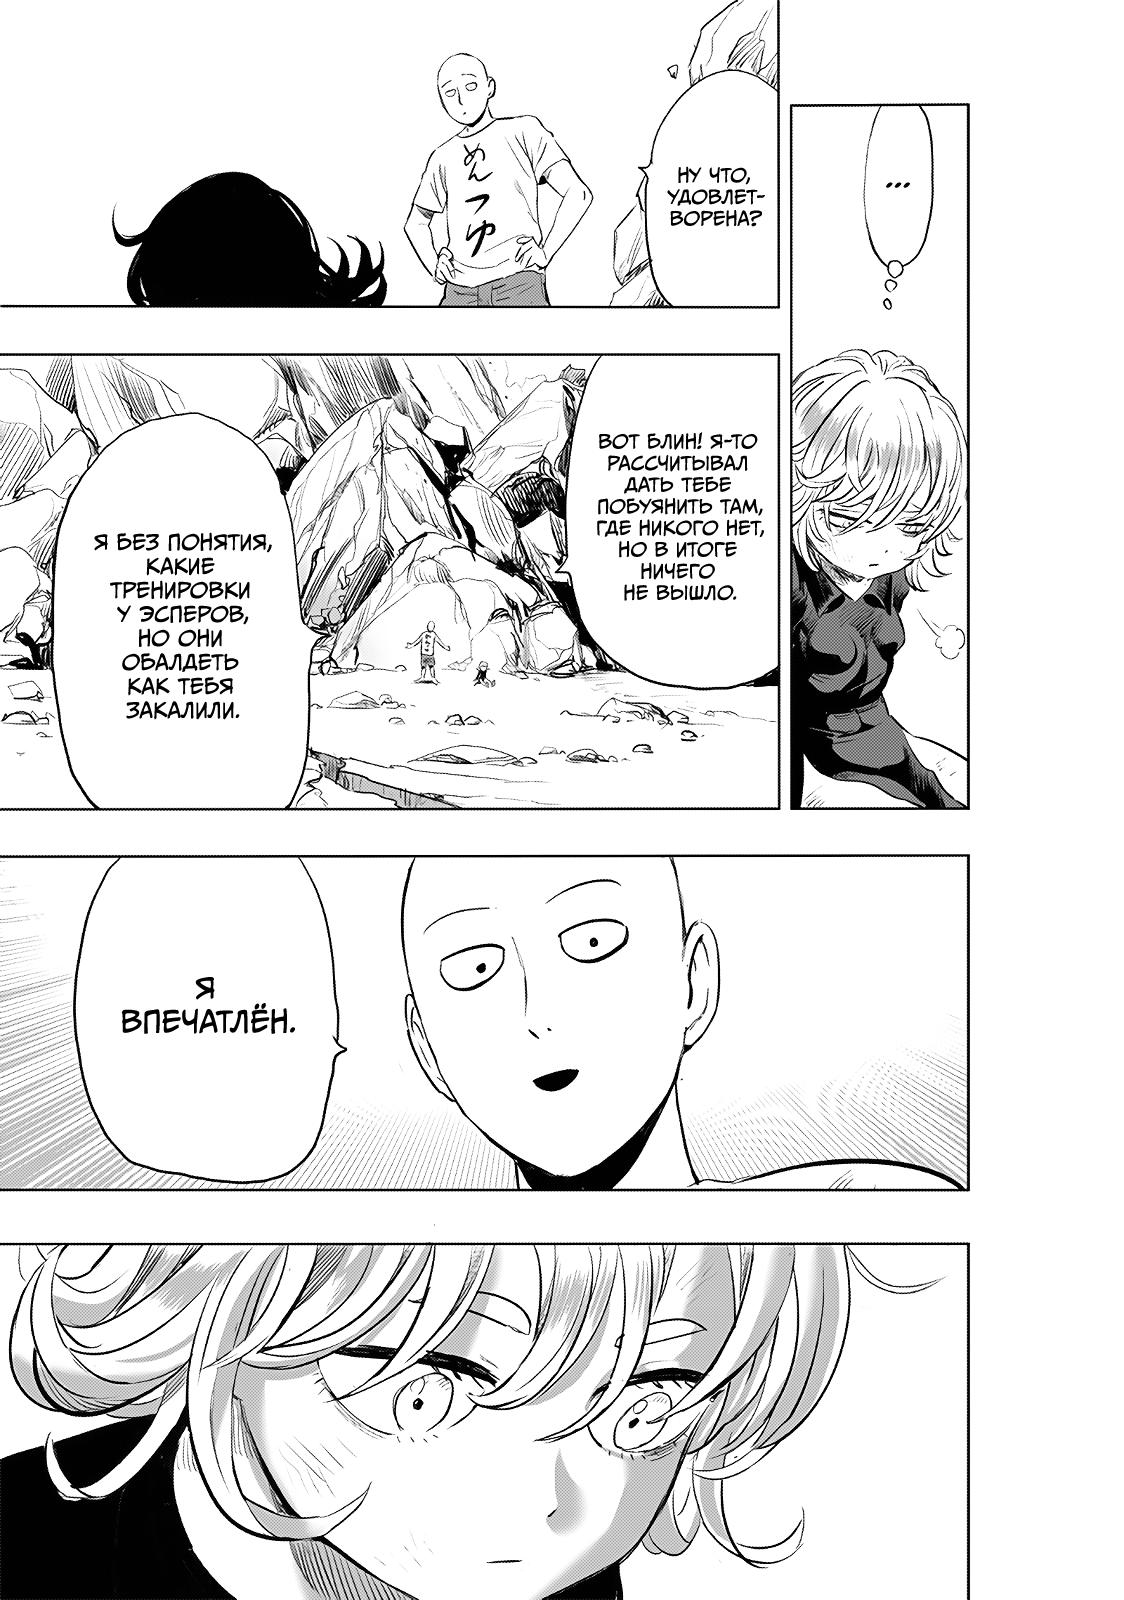 ...
НУ ЧТО,
УДОВЛЕТ-
ВОРЕНА?
めんつゆ
ВОТ БЛИН! Я-ТО
РАССЧИТЫВАЛ
ДАТЬ ТЕБЕ
ПОБУЯНИТЬ ТАМ,
ГДЕ НИКОГО НЕТ,
НО В ИТОГЕ
НИЧЕГО
НЕ ВЫШЛО.
Я БЕЗ ПОНЯТИЯ,
КАКИЕ
ТРЕНИРОВКИ
У ЭСПЕРОВ,
НО ОНИ
ОБАЛДЕТЬ
КАК ТЕБЯ
ЗАКАЛИЛИ.
Я
ВПЕЧАТЛЁН.